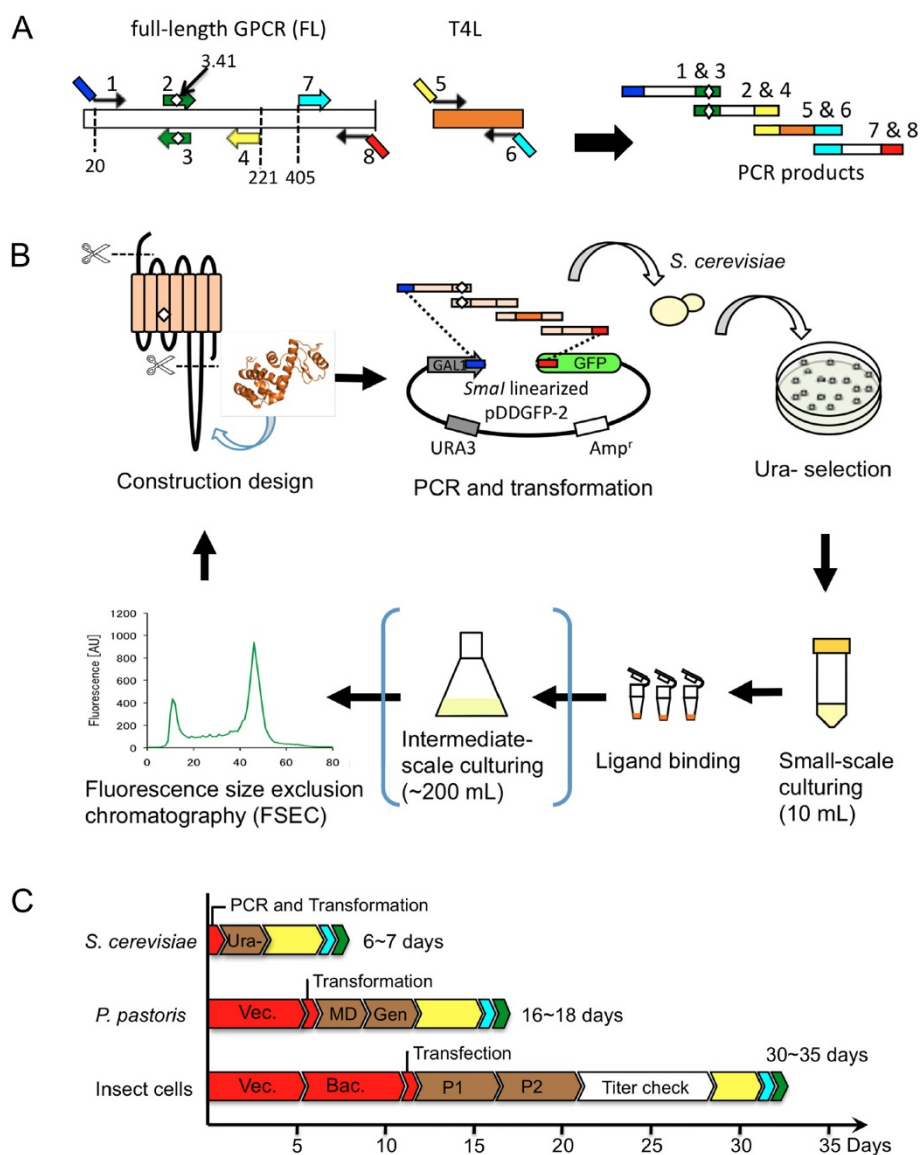 A
full-length GPCR (FL)
T4L
3.41
1
2
7
5
3
4
8
6
20
221
405
1 & 3
2 & 4
5 & 6
7 & 8
PCR products
B
S. cerevisiae
GAL1
GFP
SmaI linearized
pDDGFP-2
URA3
Ampʳ
Construction design
PCR and transformation
Ura- selection
Fluorescence [AU]
1200
1000
800
600
400
200
0
0
20
40
60
80
Fluorescence size exclusion
chromatography (FSEC)
Intermediate-
scale culturing
(~200 mL)
Ligand binding
Small-scale
culturing
(10 mL)
C
PCR and Transformation
S. cerevisiae
Ura-
6~7 days
Transformation
P. pastoris
Vec.
MD
Gen
16~18 days
Transfection
30~35 days
Insect cells
Vec.
Bac.
P1
P2
Titer check
5
10
15
20
25
30
35
Days